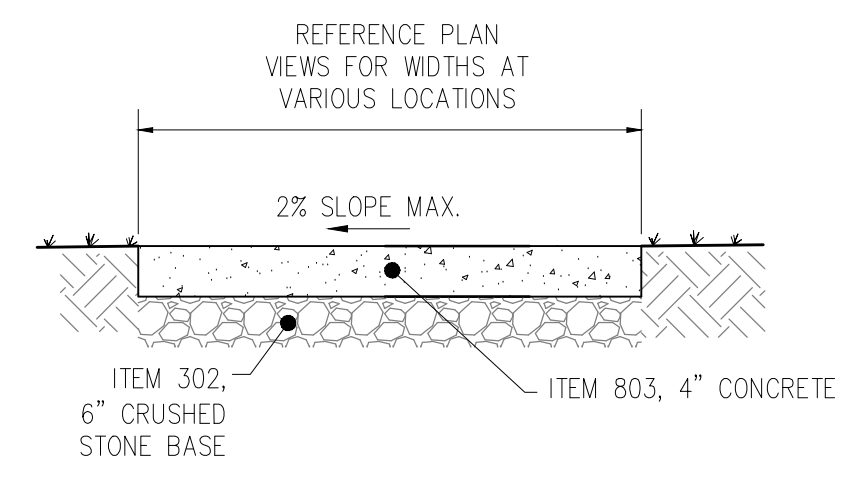 REFERENCE PLAN
VIEWS FOR WIDTHS AT
VARIOUS LOCATIONS
2% SLOPE MAX.
ITEM 302,
6” CRUSHED
STONE BASE
ITEM 803, 4” CONCRETE